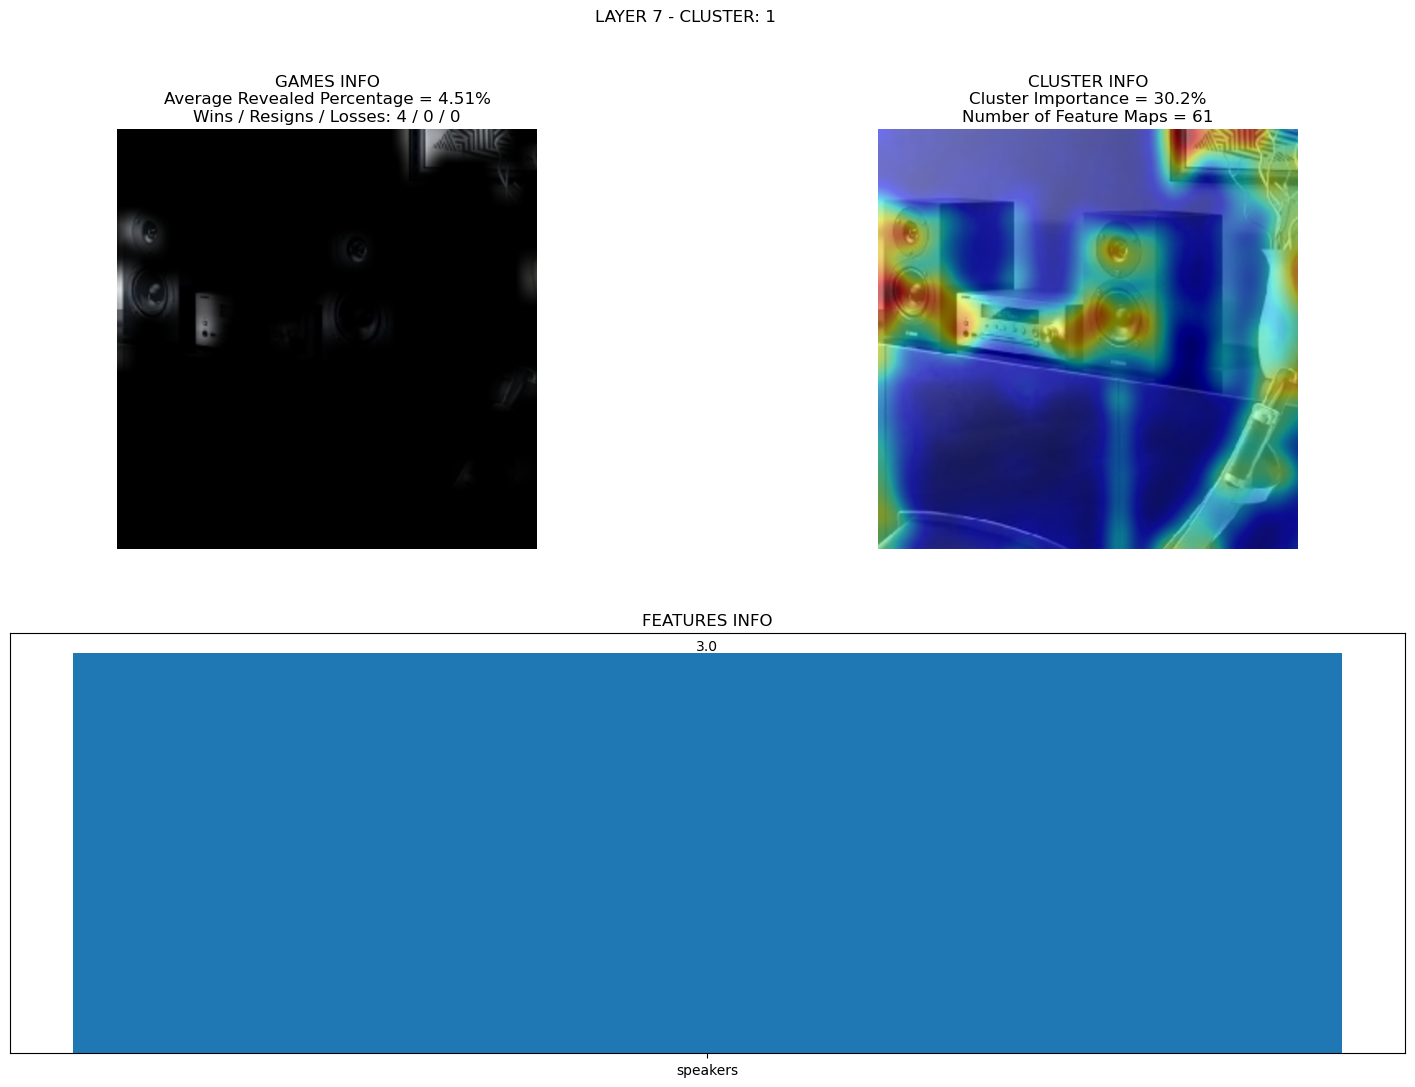 LAYER 7 - CLUSTER: 1
GAMES INFO
Average Revealed Percentage = 4.51%
Wins / Resigns / Losses: 4 / 0 / 0
CLUSTER INFO
Cluster Importance = 30.2%
Number of Feature Maps = 61
FEATURES INFO
3.0
speakers